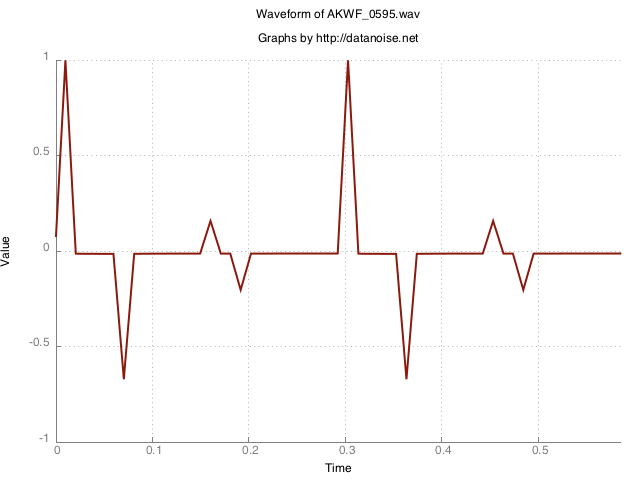 Waveform of AKWF_0595.wav
Graphs by http://datanoise.net
1
0.5
0
-0.5
-1
Value
0 0.1 0.2 0.3 0.4 0.5
Time